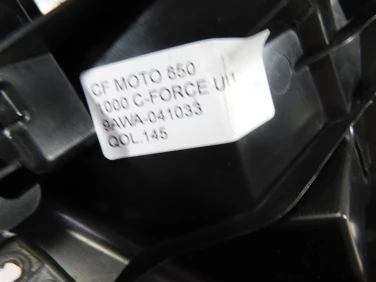 CF MOTO 850
1000 C-FORCE
9AWA-041033
QOL.145